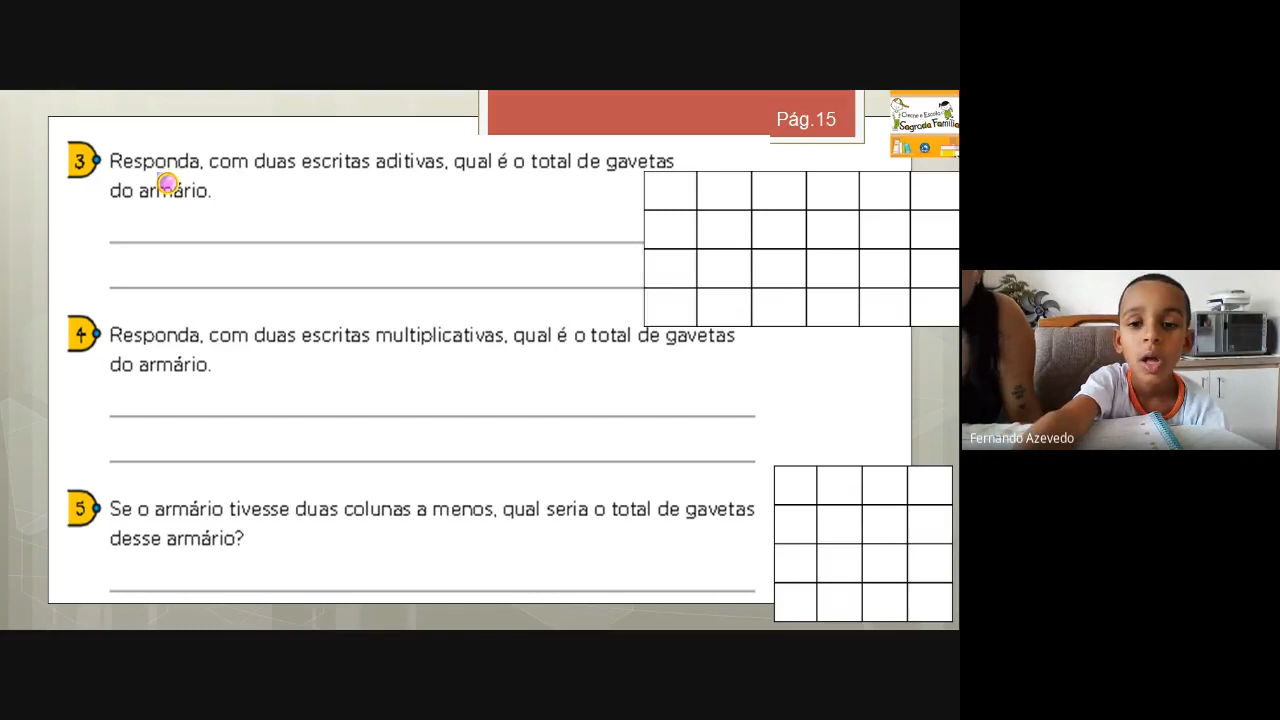 Pág.15
Creche e Escola
Sagrada Família
3 Responda, com duas escritas aditivas, qual é o total de gavetas
do armário.
4 Responda, com duas escritas multiplicativas, qual é o total de gavetas
do armário.
5 Se o armário tivesse duas colunas a menos, qual seria o total de gavetas
desse armário?
Fernando Azevedo